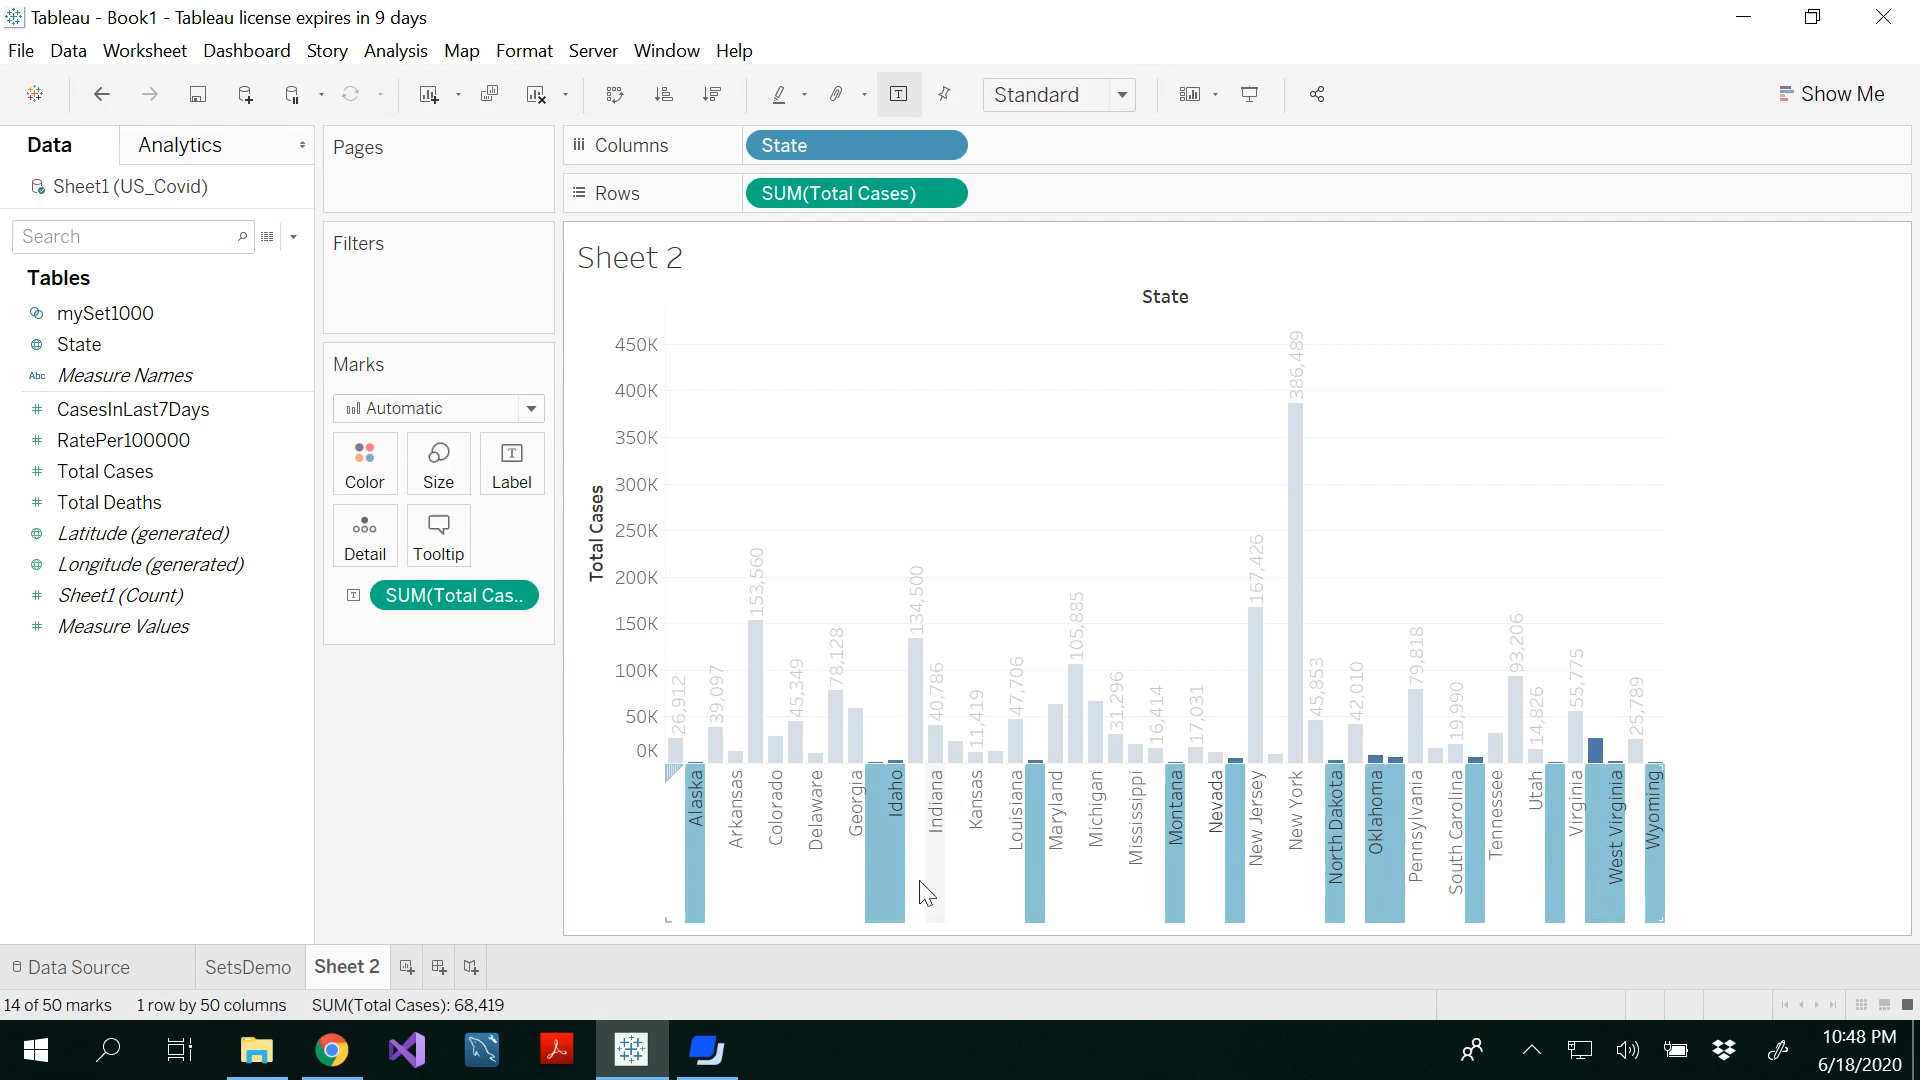 Tableau - Book1 - Tableau license expires in 9 days
File Data Worksheet Dashboard Story Analysis Map Format Server Window Help
Standard
Show Me
Data
Analytics
Pages
Columns
State
Sheet1 (US_Covid)
Rows
SUM(Total Cases)
Search
Filters
Sheet 2
Tables
mySet1000
State
Abc Measure Names
CasesInLast7Days
RatePer100000
Total Cases
Total Deaths
Latitude (generated)
Longitude (generated)
Sheet1 (Count)
Measure Values
Marks
Automatic
Color
Size
Label
Detail
Tooltip
SUM(Total Cas..
State
Total Cases
450K
400K
350K
300K
250K
200K
150K
100K
50K
0K
26,912
39,097
153,560
45,349
78,128
134,500
40,786
11,419
47,706
105,885
31,296
16,414
17,031
167,426
386,489
45,853
42,010
79,818
19,990
93,206
14,826
55,775
25,789
Alaska
Arkansas
Colorado
Delaware
Georgia
Idaho
Indiana
Kansas
Louisiana
Maryland
Michigan
Mississippi
Montana
Nevada
New Jersey
New York
North Dakota
Oklahoma
Pennsylvania
South Carolina
Tennessee
Utah
Virginia
West Virginia
Wyoming
Data Source
SetsDemo
Sheet 2
14 of 50 marks 1 row by 50 columns SUM(Total Cases): 68,419
10:48 PM
6/18/2020